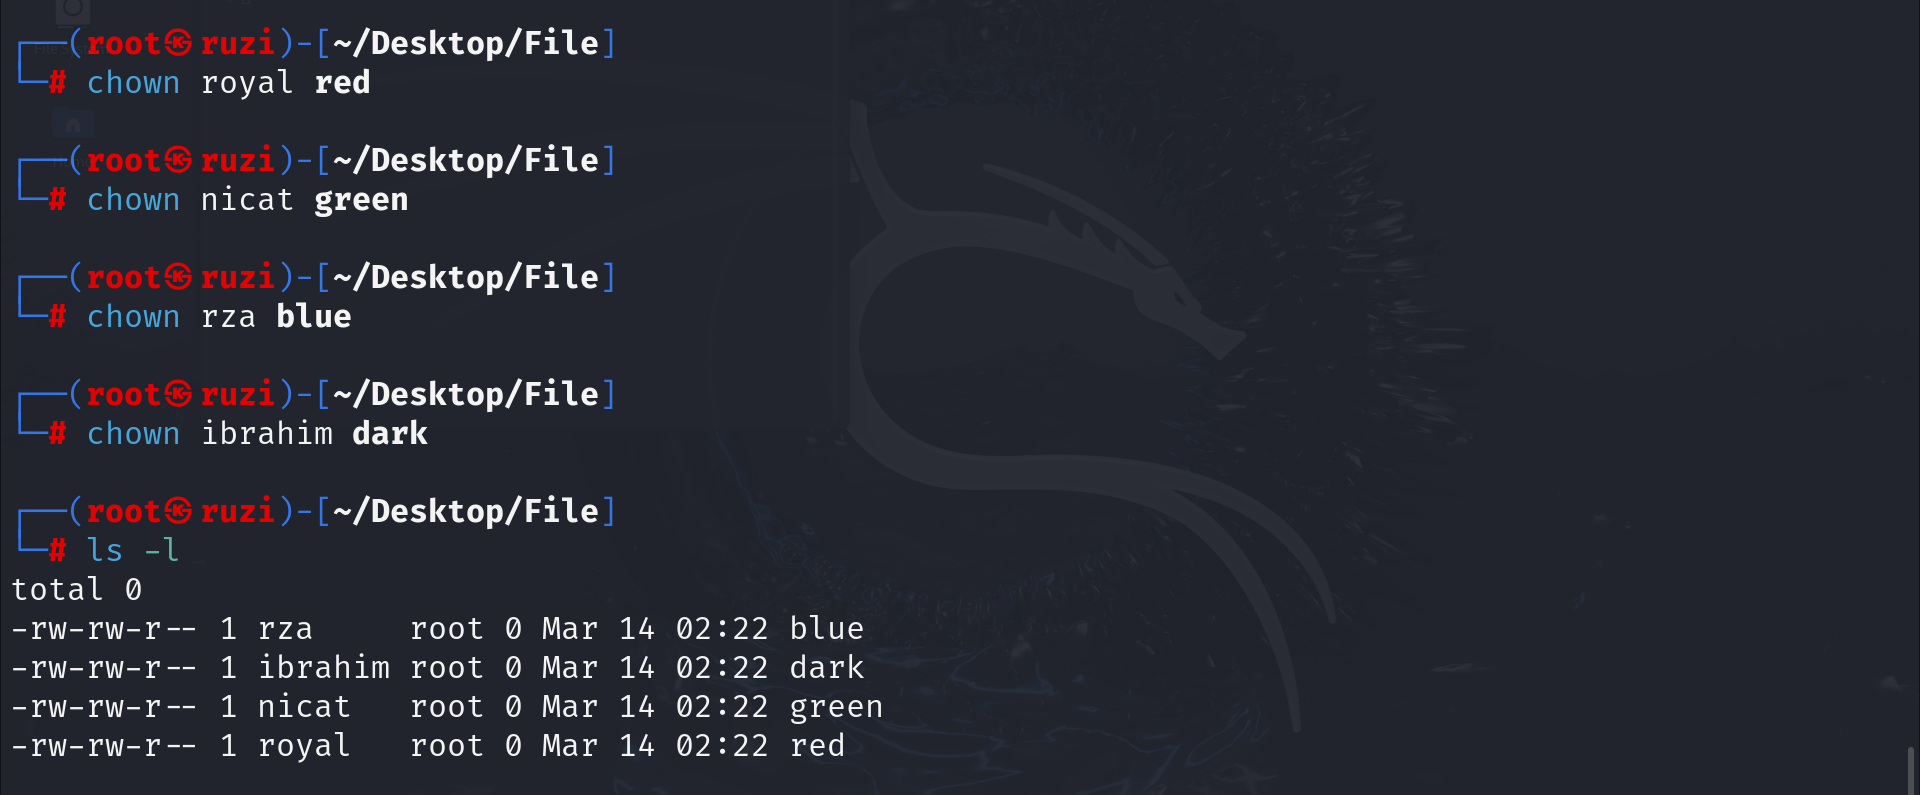 ┌──(root㉿ruzi)-[~/Desktop/File]
└─# chown royal red
┌──(root㉿ruzi)-[~/Desktop/File]
└─# chown nicat green
┌──(root㉿ruzi)-[~/Desktop/File]
└─# chown rza blue
┌──(root㉿ruzi)-[~/Desktop/File]
└─# chown ibrahim dark
┌──(root㉿ruzi)-[~/Desktop/File]
└─# ls -l
total 0
-rw-rw-r-- 1 rza     root 0 Mar 14 02:22 blue
-rw-rw-r-- 1 ibrahim root 0 Mar 14 02:22 dark
-rw-rw-r-- 1 nicat   root 0 Mar 14 02:22 green
-rw-rw-r-- 1 royal   root 0 Mar 14 02:22 red